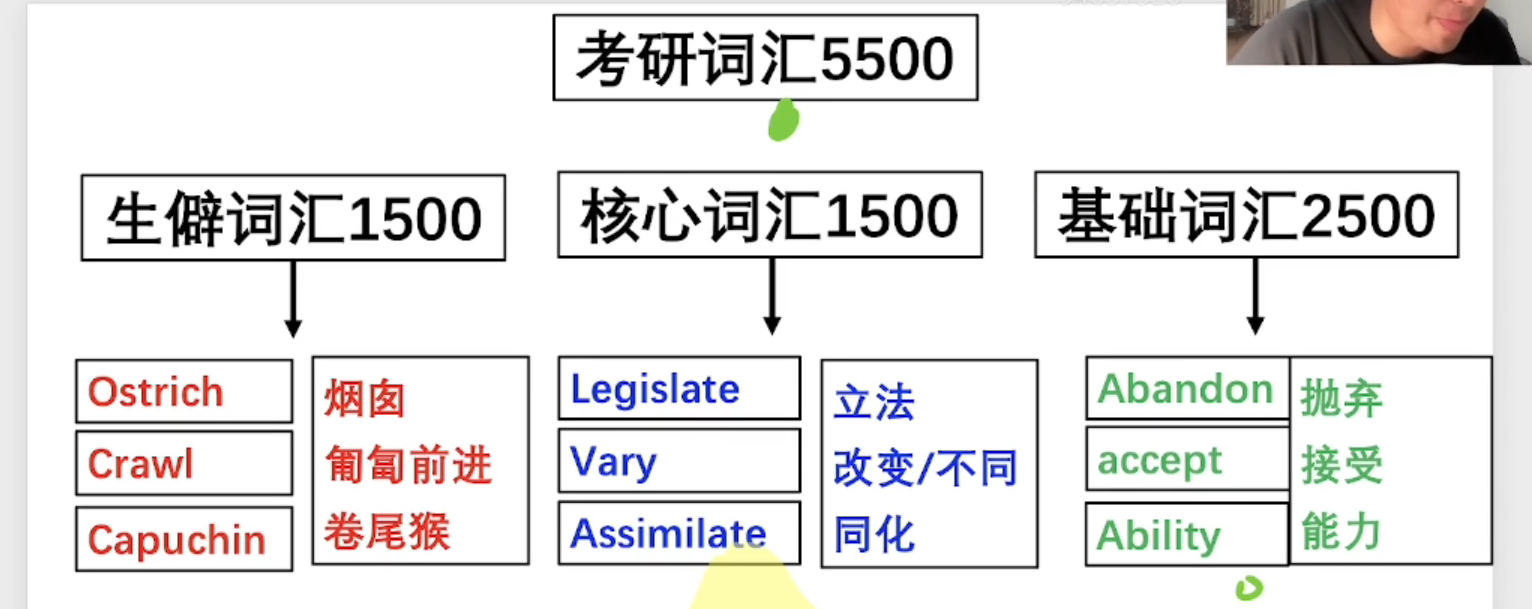 考研词汇5500
生僻词汇1500
核心词汇1500
基础词汇2500
Ostrich
Crawl
Capuchin
烟囱
匍匐前进
卷尾猴
Legislate
Vary
Assimilate
立法
改变/不同
同化
Abandon
accept
Ability
抛弃
接受
能力